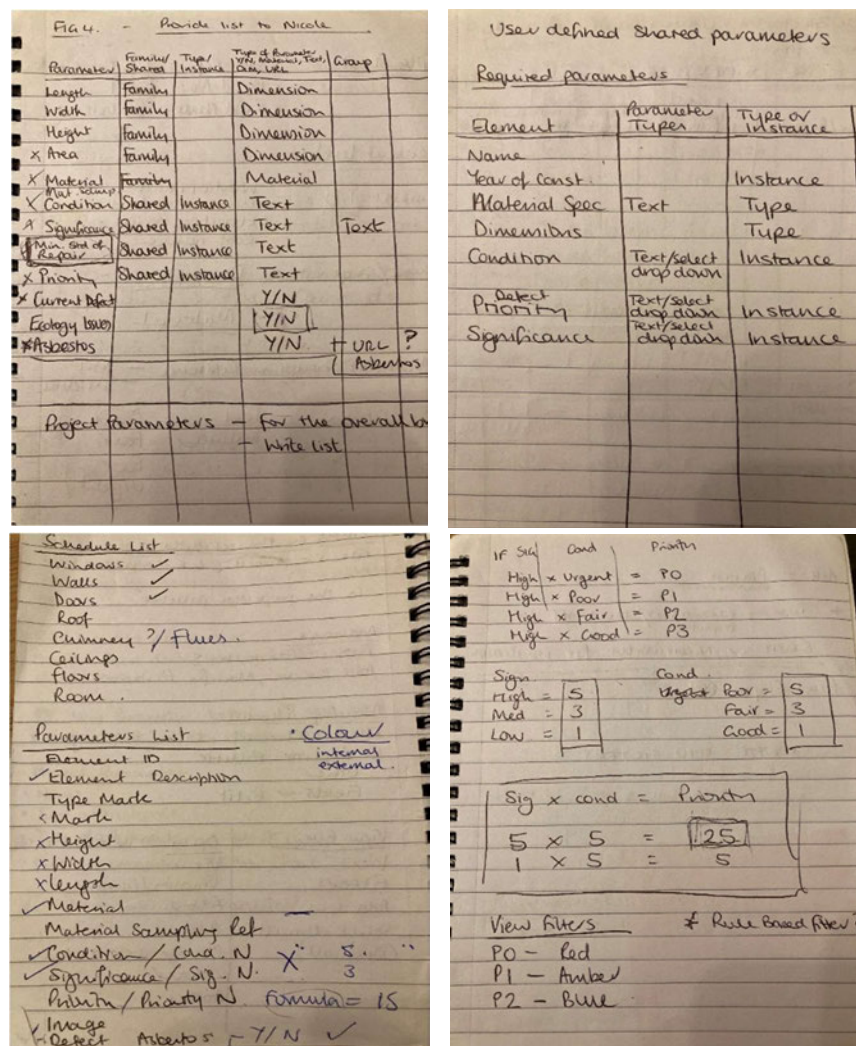 FIG 4. - Provide list to Nicole
Parameter Family/Shared Type/Instance Type of Parameter Y/N, Material, Text, Dim, URL Group
Length Family Dimension
Width Family Dimension
Height Family Dimension
x Area Family Dimension
x Material Family Material
x Condition Shared Instance Text
x Significance Shared Instance Text Text
Min. Std of Repair Shared Instance Text
x Priority Shared Instance Text
x Current Defect Y/N
Ecology Issues Y/N
x Asbestos Y/N + URL ?
Asbestos
Project Parameters - For the overall
- Write list
User defined shared parameters
Required parameters
Element Parameter Types Type or Instance
Name
Year of Const. Instance
Material Spec Text Type
Dimensions Type
Condition Text/select drop down Instance
Defect
Priority Text/select drop down Instance
Significance Text/select drop down Instance
Schedule List
Windows ✓
Walls ✓
Doors ✓
Roof
Chimney ?/Flues.
Ceilings
Floors
Room.
Parameters List · Colour
Element ID internal
✓ Element Description external.
Type Mark
Mark
x Height
x Width
x Length
✓ Material
Material Sampling Ref
✓ Condition / Cond. N 5.
✓ Significance / Sig. N. X 3
Priority / Priority N Formula = 15
Image
Defect Asbestos - Y/N ✓
IF Sig Cond Priority
High x Urgent = P0
High x Poor = P1
High x Fair = P2
High x Good = P3
Sign. Cond.
High = 5 Poor = 5
Med = 3 Fair = 3
Low = 1 Good = 1
Sig x cond = Priority
5 x 5 = 25
1 x 5 = 5
View Filters * Rule Based Filter?
P0 - Red
P1 - Amber
P2 - Blue